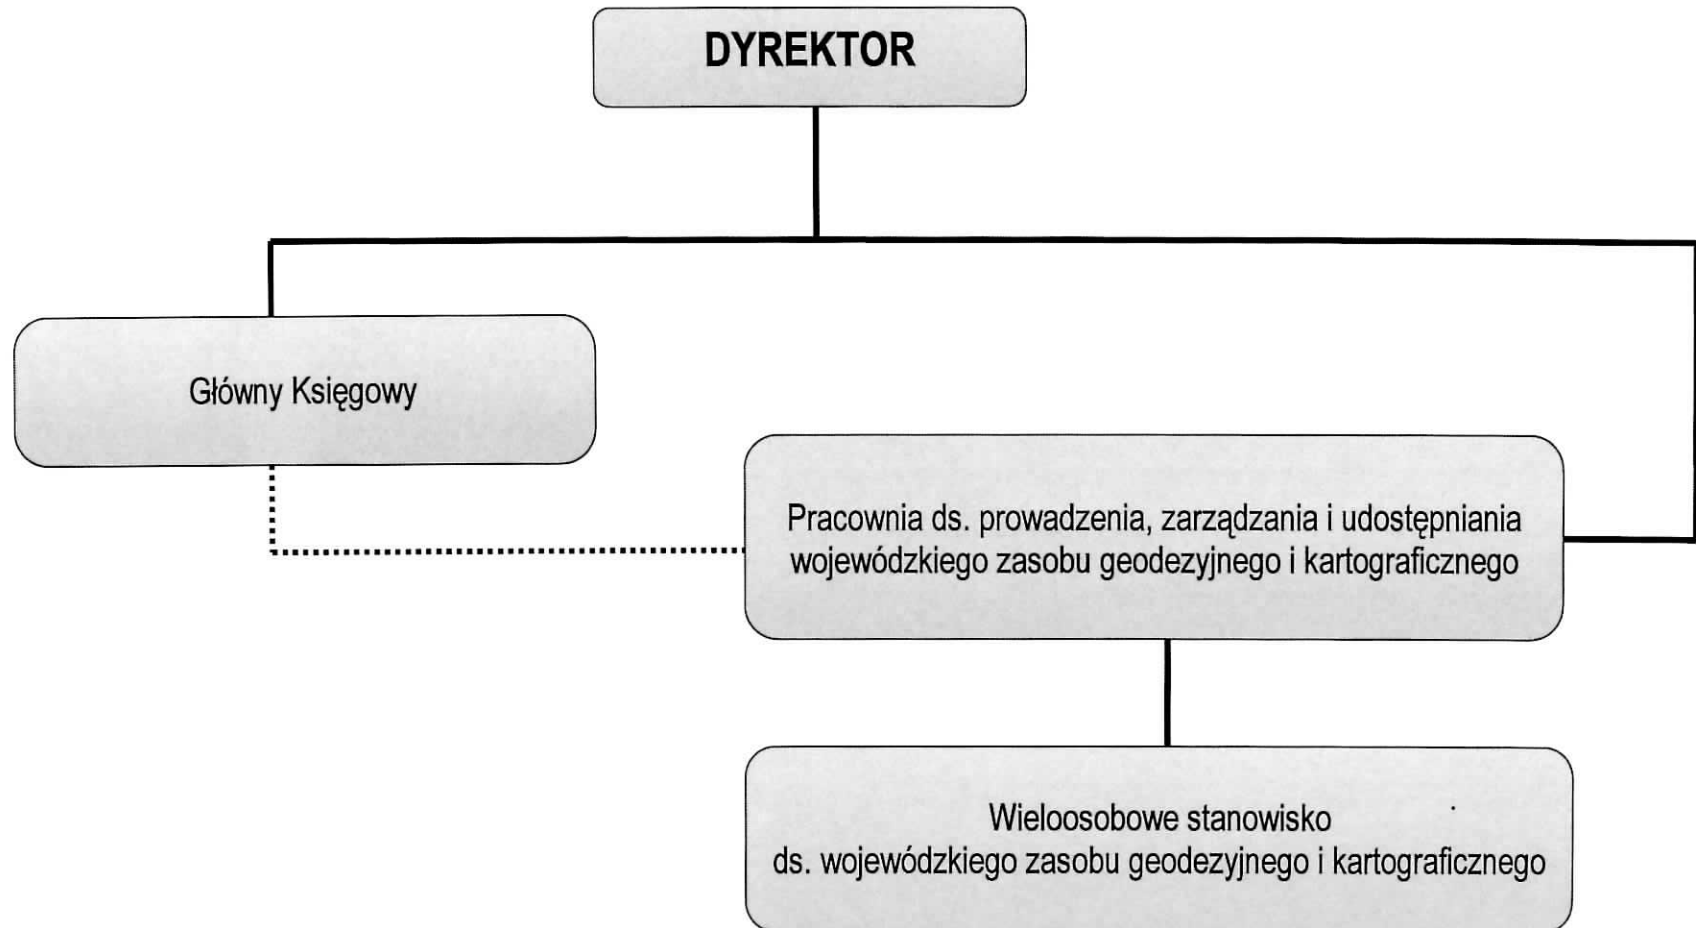 DYREKTOR
Główny Księgowy
Pracownia ds. prowadzenia, zarządzania i udostępniania
wojewódzkiego zasobu geodezyjnego i kartograficznego
Wieloosobowe stanowisko
ds. wojewódzkiego zasobu geodezyjnego i kartograficznego